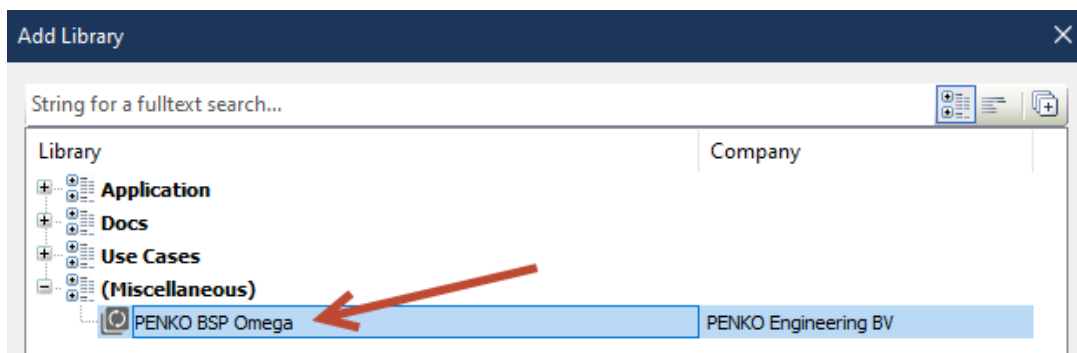 Add Library
String for a fulltext search...
Library Company
Application
Docs
Use Cases
(Miscellaneous)
PENKO BSP Omega PENKO Engineering BV